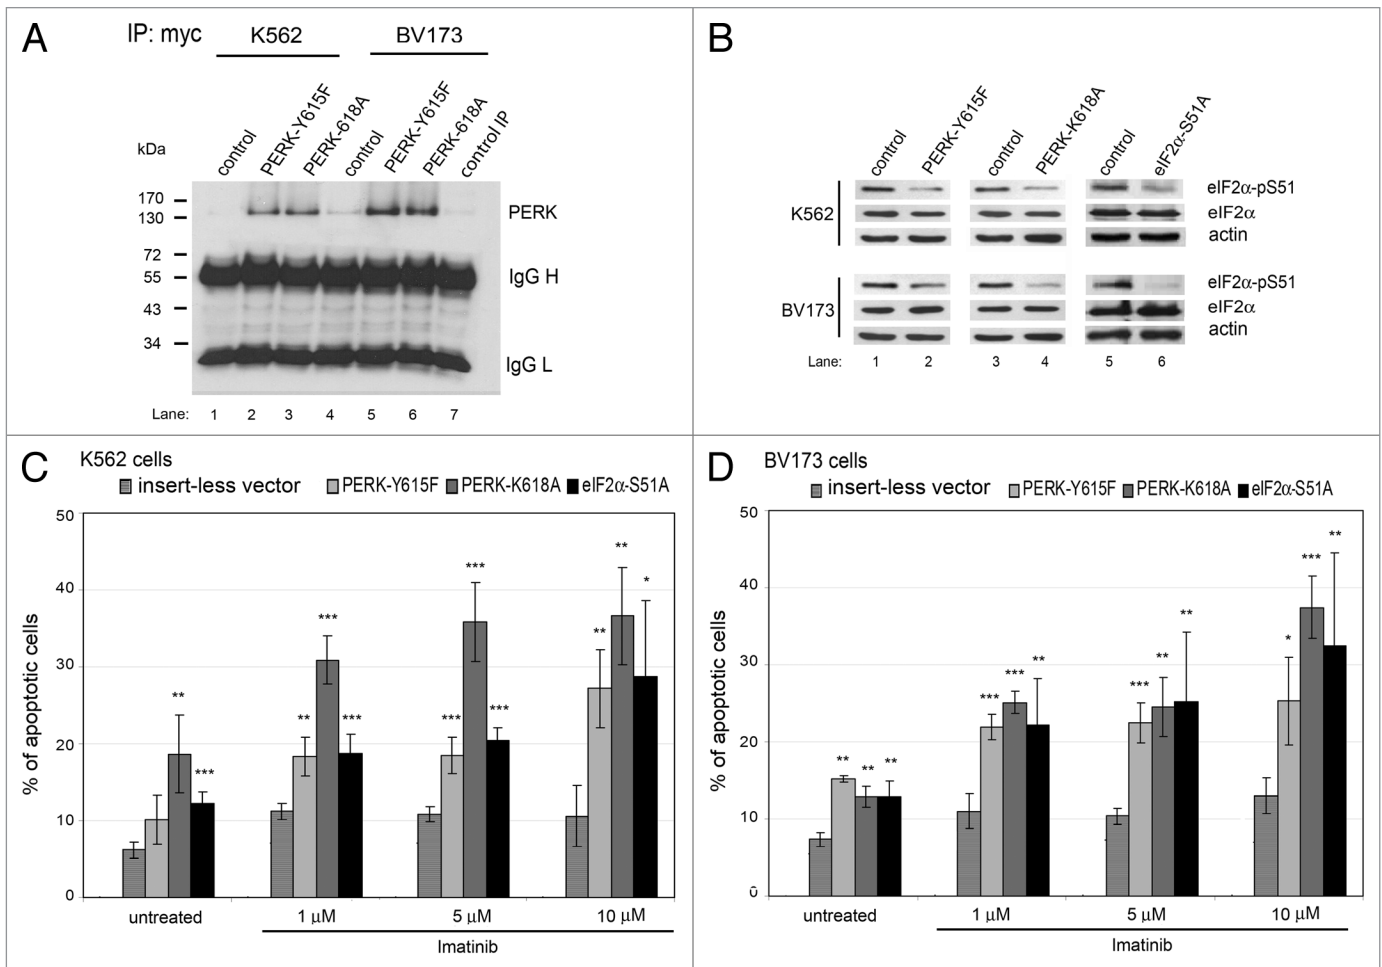 A
IP: myc
K562
BV173
control
PERK-Y615F
PERK-618A
control
PERK-Y615F
PERK-618A
control IP
kDa
170
130
72
55
43
34
PERK
IgG H
IgG L
Lane: 1 2 3 4 5 6 7
B
control
PERK-Y615F
control
PERK-K618A
control
eIF2α-S51A
K562
eIF2α-pS51
eIF2α
actin
BV173
eIF2α-pS51
eIF2α
actin
Lane: 1 2 3 4 5 6
C
K562 cells
insert-less vector PERK-Y615F PERK-K618A eIF2α-S51A
% of apoptotic cells
50
40
30
20
10
0
** ***
** *** ***
*** *** ***
** ** *
untreated 1 μM 5 μM 10 μM
Imatinib
D
BV173 cells
insert-less vector PERK-Y615F PERK-K618A eIF2α-S51A
% of apoptotic cells
50
40
30
20
10
0
** ** **
*** *** **
*** ** **
* *** **
untreated 1 μM 5 μM 10 μM
Imatinib